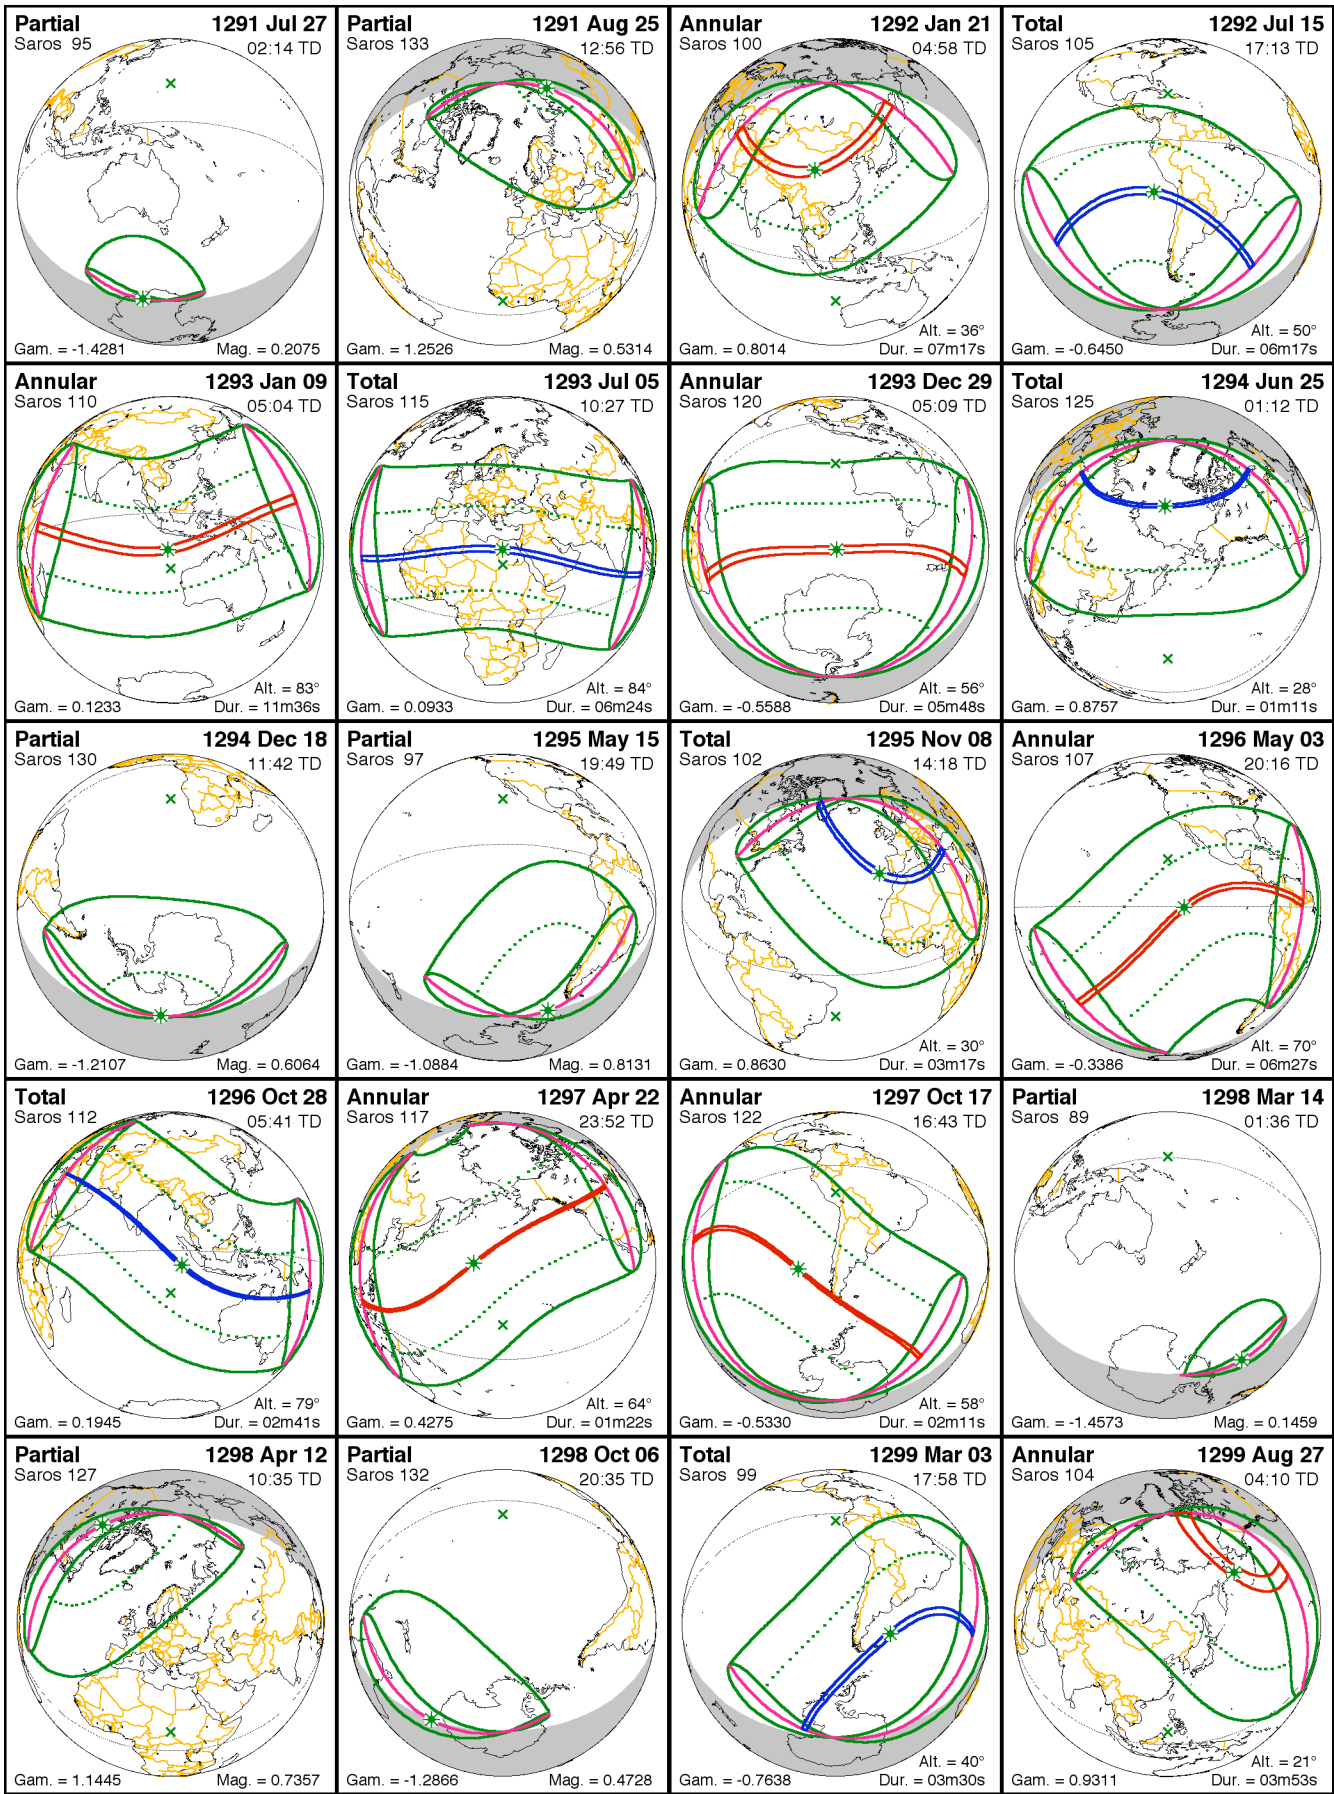 Partial 1291 Jul 27
Saros 95 02:14 TD
Gam. = -1.4281 Mag. = 0.2075
Partial 1291 Aug 25
Saros 133 12:56 TD
Gam. = 1.2526 Mag. = 0.5314
Annular 1292 Jan 21
Saros 100 04:58 TD
Alt. = 36°
Gam. = 0.8014 Dur. = 07m17s
Total 1292 Jul 15
Saros 105 17:13 TD
Alt. = 50°
Gam. = -0.6450 Dur. = 06m17s
Annular 1293 Jan 09
Saros 110 05:04 TD
Alt. = 83°
Gam. = 0.1233 Dur. = 11m36s
Total 1293 Jul 05
Saros 115 10:27 TD
Alt. = 84°
Gam. = 0.0933 Dur. = 06m24s
Annular 1293 Dec 29
Saros 120 05:09 TD
Alt. = 56°
Gam. = -0.5588 Dur. = 05m48s
Total 1294 Jun 25
Saros 125 01:12 TD
Alt. = 28°
Gam. = 0.8757 Dur. = 01m11s
Partial 1294 Dec 18
Saros 130 11:42 TD
Gam. = -1.2107 Mag. = 0.6064
Partial 1295 May 15
Saros 97 19:49 TD
Gam. = -1.0884 Mag. = 0.8131
Total 1295 Nov 08
Saros 102 14:18 TD
Alt. = 30°
Gam. = 0.8630 Dur. = 03m17s
Annular 1296 May 03
Saros 107 20:16 TD
Alt. = 70°
Gam. = -0.3386 Dur. = 06m27s
Total 1296 Oct 28
Saros 112 05:41 TD
Alt. = 79°
Gam. = 0.1945 Dur. = 02m41s
Annular 1297 Apr 22
Saros 117 23:52 TD
Alt. = 64°
Gam. = 0.4275 Dur. = 01m22s
Annular 1297 Oct 17
Saros 122 16:43 TD
Alt. = 58°
Gam. = -0.5330 Dur. = 02m11s
Partial 1298 Mar 14
Saros 89 01:36 TD
Gam. = -1.4573 Mag. = 0.1459
Partial 1298 Apr 12
Saros 127 10:35 TD
Gam. = 1.1445 Mag. = 0.7357
Partial 1298 Oct 06
Saros 132 20:35 TD
Gam. = -1.2866 Mag. = 0.4728
Total 1299 Mar 03
Saros 99 17:58 TD
Alt. = 40°
Gam. = -0.7638 Dur. = 03m30s
Annular 1299 Aug 27
Saros 104 04:10 TD
Alt. = 21°
Gam. = 0.9311 Dur. = 03m53s